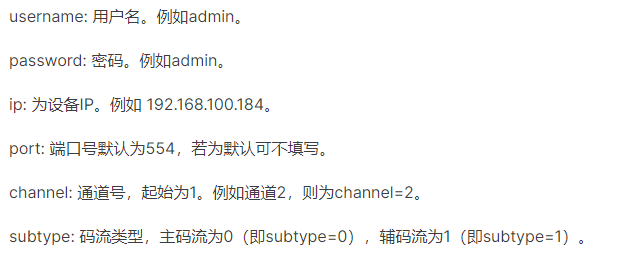 username: 用户名。例如admin。
password: 密码。例如admin。
ip: 为设备IP。例如 192.168.100.184。
port: 端口号默认为554，若为默认可不填写。
channel: 通道号，起始为1。例如通道2，则为channel=2。
subtype: 码流类型，主码流为0（即subtype=0），辅码流为1（即subtype=1）。